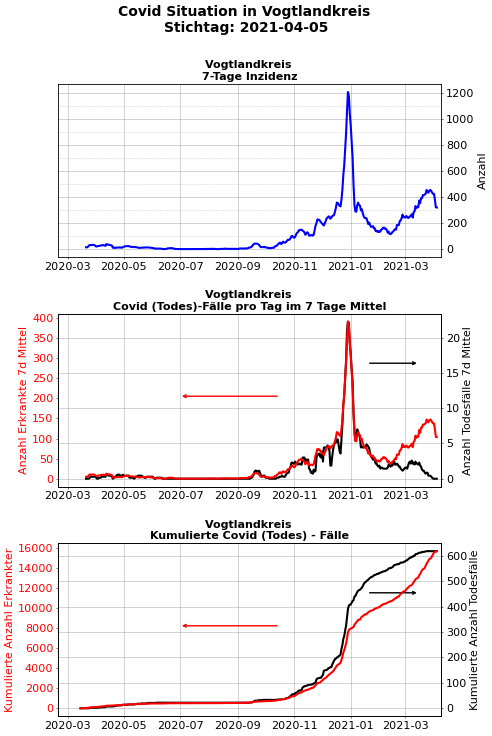 Covid Situation in Vogtlandkreis
Stichtag: 2021-04-05
Vogtlandkreis
7-Tage Inzidenz
1200
1000
800
600
400
200
0
Anzahl
2020-03 2020-05 2020-07 2020-09 2020-11 2021-01 2021-03
Vogtlandkreis
Covid (Todes)-Fälle pro Tag im 7 Tage Mittel
Anzahl Erkrankte 7d Mittel
400
350
300
250
200
150
100
50
0
20
15
10
5
0
Anzahl Todesfälle 7d Mittel
2020-03 2020-05 2020-07 2020-09 2020-11 2021-01 2021-03
Vogtlandkreis
Kumulierte Covid (Todes) - Fälle
Kumulierte Anzahl Erkrankter
16000
14000
12000
10000
8000
6000
4000
2000
0
600
500
400
300
200
100
0
Kumulierte Anzahl Todesfälle
2020-03 2020-05 2020-07 2020-09 2020-11 2021-01 2021-03